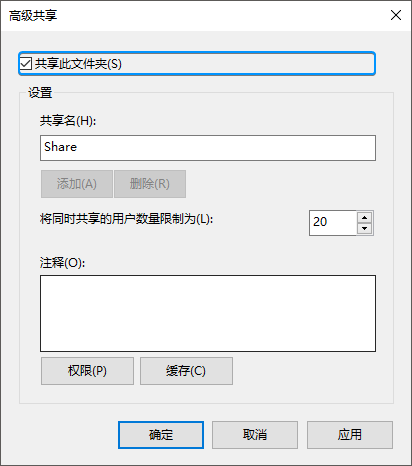 高级共享
共享此文件夹(S)
设置
共享名(H):
Share
添加(A) 删除(R)
将同时共享的用户数量限制为(L): 20
注释(O):
权限(P) 缓存(C)
确定 取消 应用